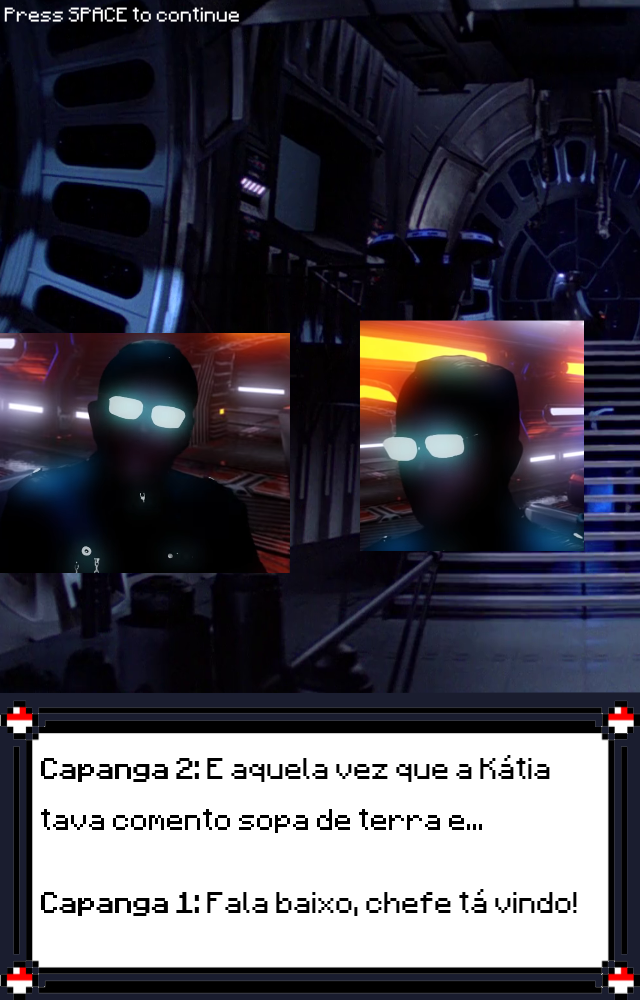 Press SPACE to continue
Capanga 2: E aquela vez que a Kátia
tava comento sopa de terra e...
Capanga 1: Fala baixo, chefe tá vindo!